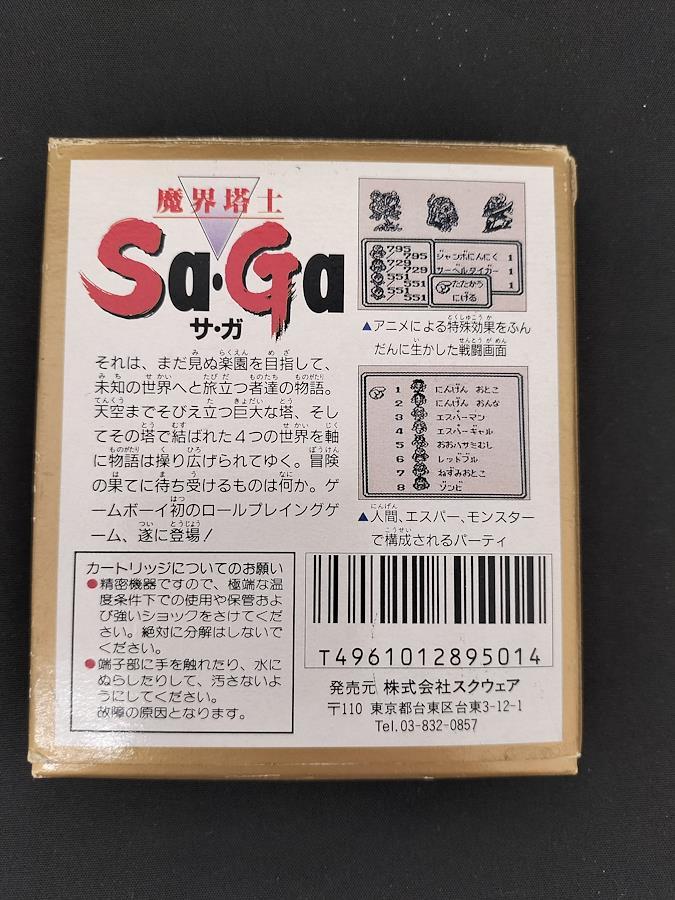 魔界塔士
Sa・Ga
サ・ガ
それは、まだ見ぬ楽園を目指して、
未知の世界へと旅立つ者達の物語。
天空までそびえ立つ巨大な塔、そし
てその塔で結ばれた4つの世界を軸
に物語は操り広げられてゆく。冒険
の果てに待ち受けるものは何か。ゲ
ームボーイ初のロールプレイングゲ
ーム、遂に登場!
795
795
729
729
551
551
551
551
ジャンボにんにく 1
サーベルタイガー 1
1
たたかう
にげる
▲アニメによる特殊効果をふん
だんに生かした戦闘画面
1 にんげん おとこ
2 にんげん おんな
3 エスパーマン
4 エスパーギャル
5 おおハサミむし
6 レッドブル
7 ねずみおとこ
8 ゾンビ
▲人間、エスパー、モンスター
で構成されるパーティ
カートリッジについてのお願い
●精密機器ですので、極端な温
度条件下での使用や保管およ
び強いショックをさけてくだ
さい。絶対に分解はしないで
ください。
●端子部に手を触れたり、水に
ぬらしたりして、汚さないよ
うにしてください。
故障の原因となります。
T4961012895014
発売元 株式会社スクウェア
〒110 東京都台東区台東3-12-1
Tel.03-832-0857